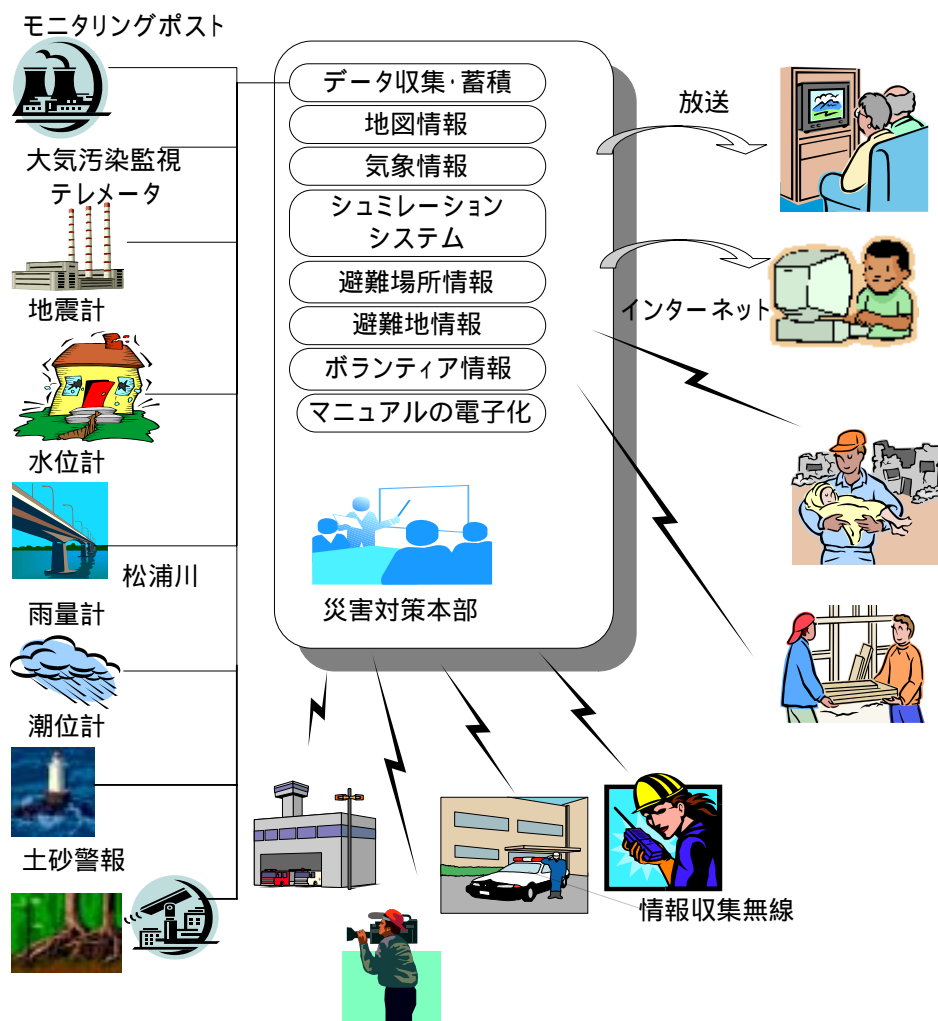 モニタリングポスト
大気汚染監視
テレメータ
地震計
水位計
松浦川
雨量計
潮位計
土砂警報
データ収集・蓄積
地図情報
気象情報
シュミレーション
システム
避難場所情報
避難地情報
ボランティア情報
マニュアルの電子化
災害対策本部
放送
インターネット
情報収集無線